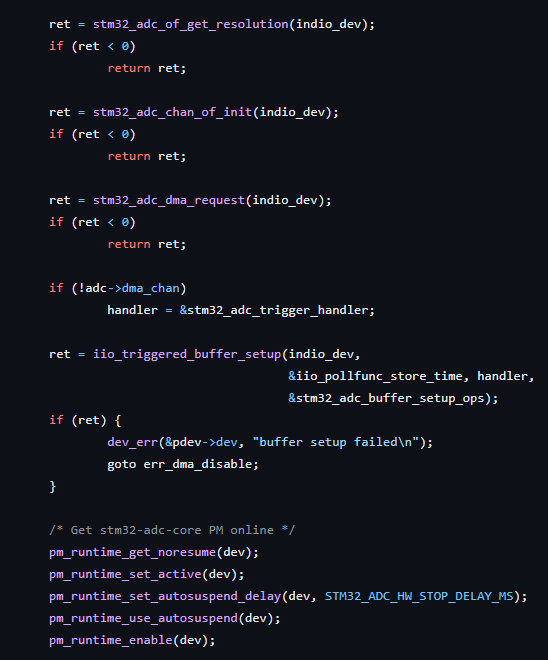 ret = stm32_adc_of_get_resolution(indio_dev);
if (ret < 0)
        return ret;

ret = stm32_adc_chan_of_init(indio_dev);
if (ret < 0)
        return ret;

ret = stm32_adc_dma_request(indio_dev);
if (ret < 0)
        return ret;

if (!adc->dma_chan)
        handler = &stm32_adc_trigger_handler;

ret = iio_triggered_buffer_setup(indio_dev,
                                 &iio_pollfunc_store_time, handler,
                                 &stm32_adc_buffer_setup_ops);
if (ret) {
        dev_err(&pdev->dev, "buffer setup failed\n");
        goto err_dma_disable;
}

/* Get stm32-adc-core PM online */
pm_runtime_get_noresume(dev);
pm_runtime_set_active(dev);
pm_runtime_set_autosuspend_delay(dev, STM32_ADC_HW_STOP_DELAY_MS);
pm_runtime_use_autosuspend(dev);
pm_runtime_enable(dev);